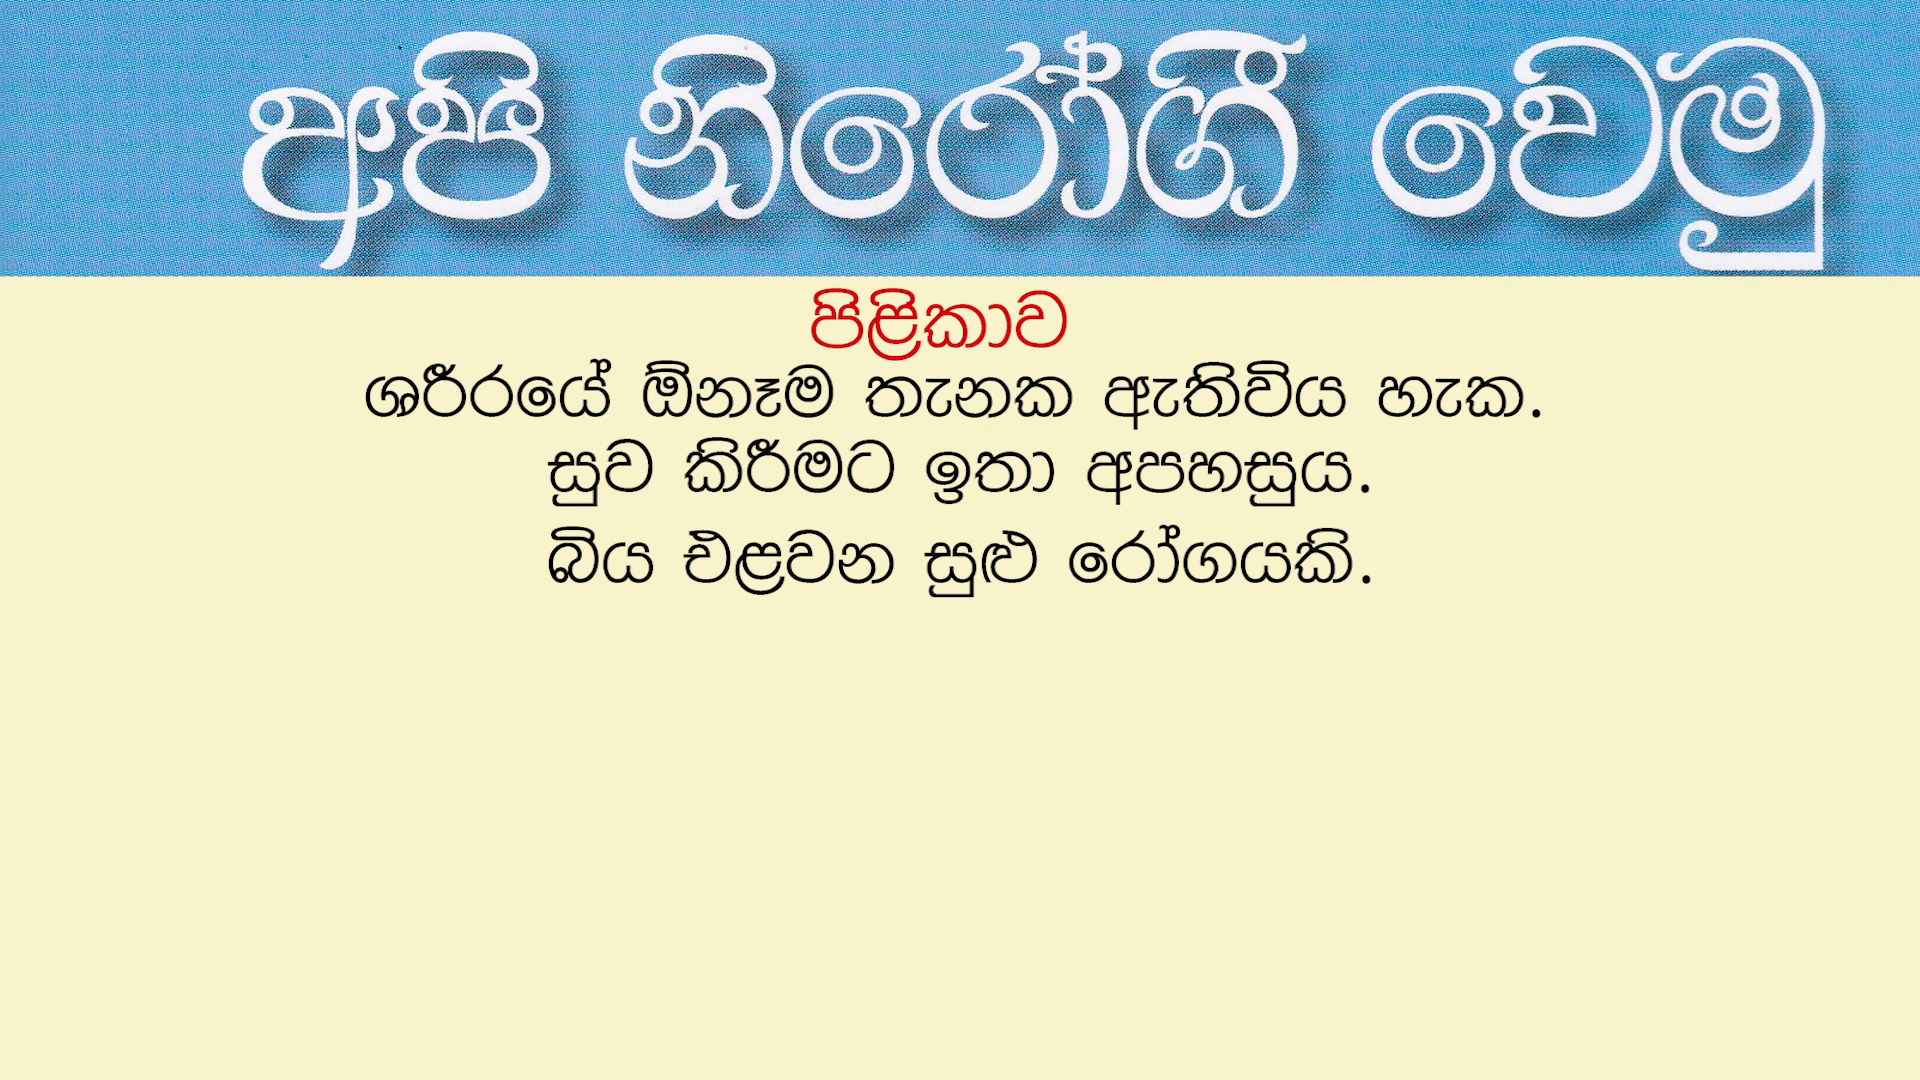 අපි නිරෝගී වෙමු
පිළිකාව
ශරීරයේ ඕනෑම තැනක ඇතිවිය හැක.
සුව කිරීමට ඉතා අපහසුය.
බිය එළවන සුළු රෝගයකි.